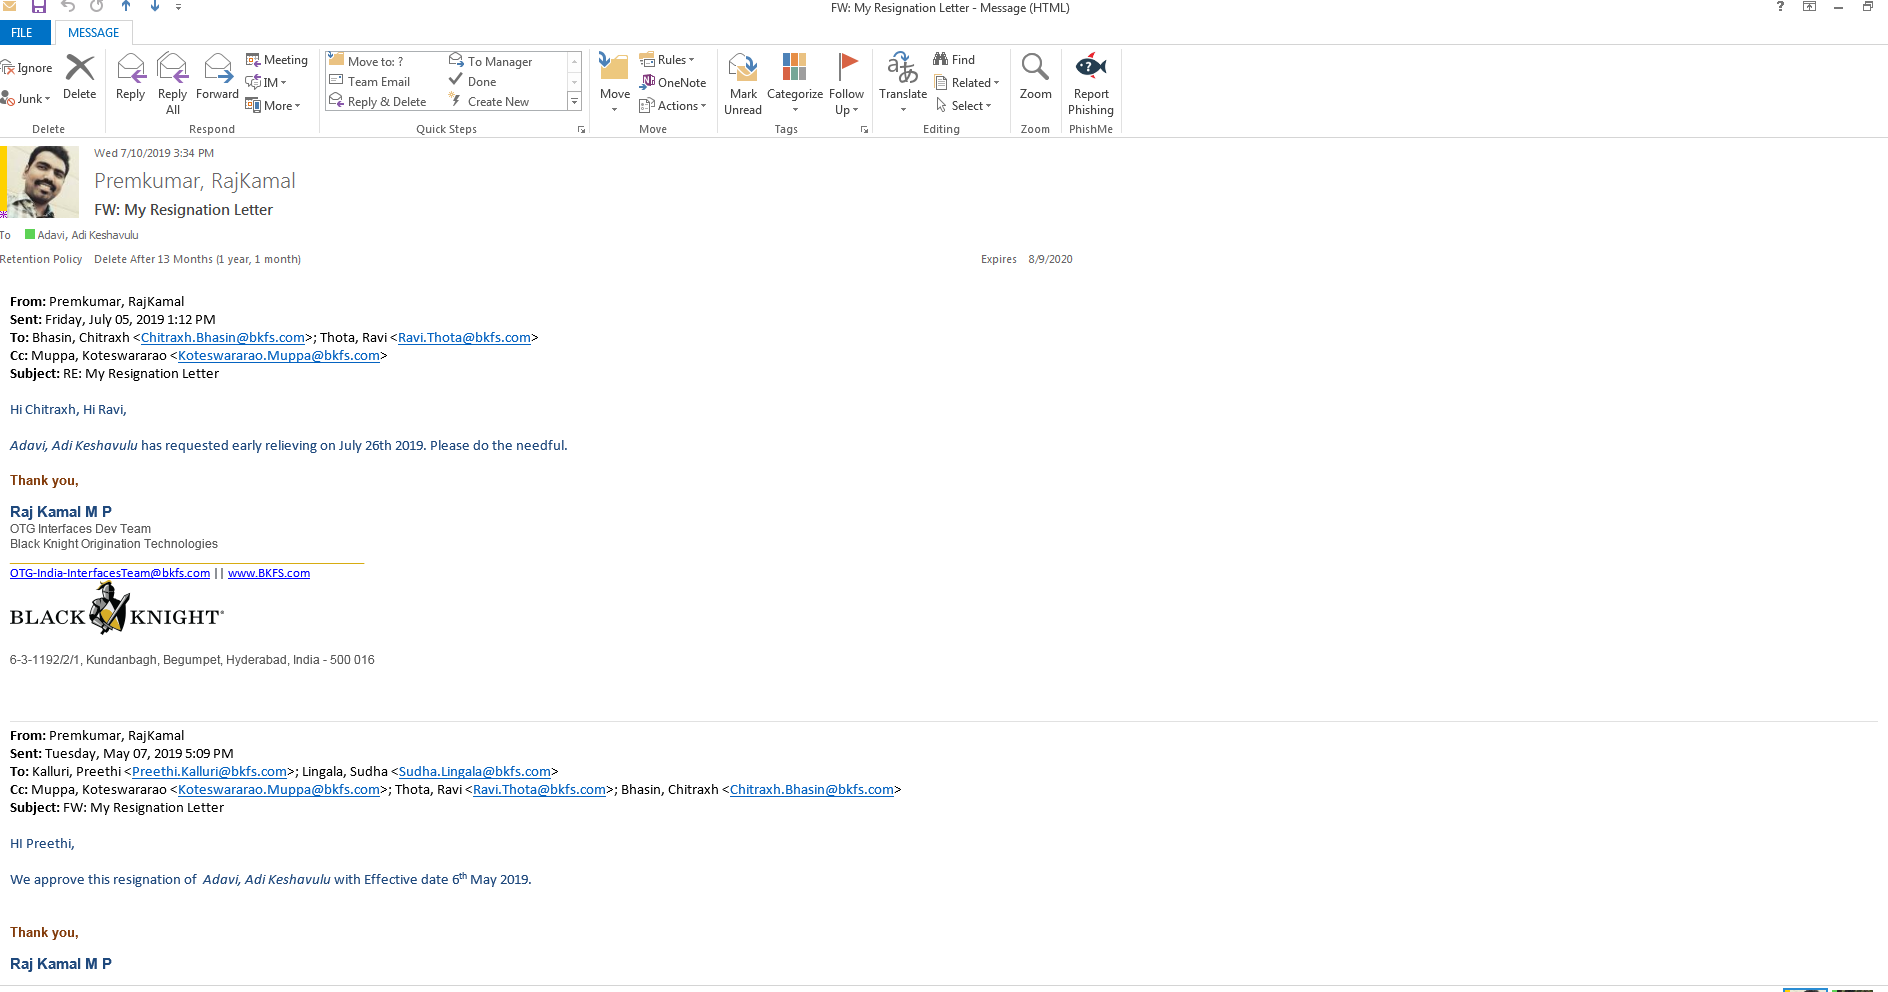 FW: My Resignation Letter - Message (HTML)
?
FILE
MESSAGE
Ignore
Junk
Delete
Delete
Reply
Reply All
Forward
Meeting
IM
More
Respond
Move to: ?
Team Email
Reply & Delete
To Manager
Done
Create New
Quick Steps
Move
Rules
OneNote
Actions
Move
Mark Unread
Categorize
Follow Up
Tags
Translate
Find
Related
Select
Editing
Zoom
Zoom
Report Phishing
PhishMe
Wed 7/10/2019 3:34 PM
Premkumar, RajKamal
FW: My Resignation Letter
To Adavi, Adi Keshavulu
Retention Policy Delete After 13 Months (1 year, 1 month) Expires 8/9/2020
From: Premkumar, RajKamal
Sent: Friday, July 05, 2019 1:12 PM
To: Bhasin, Chitraxh <Chitraxh.Bhasin@bkfs.com>; Thota, Ravi <Ravi.Thota@bkfs.com>
Cc: Muppa, Koteswararao <Koteswararao.Muppa@bkfs.com>
Subject: RE: My Resignation Letter
Hi Chitraxh, Hi Ravi,
Adavi, Adi Keshavulu has requested early relieving on July 26th 2019. Please do the needful.
Thank you,
Raj Kamal M P
OTG Interfaces Dev Team
Black Knight Origination Technologies
OTG-India-InterfacesTeam@bkfs.com || www.BKFS.com
BLACK KNIGHT®
6-3-1192/2/1, Kundanbagh, Begumpet, Hyderabad, India - 500 016
From: Premkumar, RajKamal
Sent: Tuesday, May 07, 2019 5:09 PM
To: Kalluri, Preethi <Preethi.Kalluri@bkfs.com>; Lingala, Sudha <Sudha.Lingala@bkfs.com>
Cc: Muppa, Koteswararao <Koteswararao.Muppa@bkfs.com>; Thota, Ravi <Ravi.Thota@bkfs.com>; Bhasin, Chitraxh <Chitraxh.Bhasin@bkfs.com>
Subject: FW: My Resignation Letter
HI Preethi,
We approve this resignation of Adavi, Adi Keshavulu with Effective date 6th May 2019.
Thank you,
Raj Kamal M P